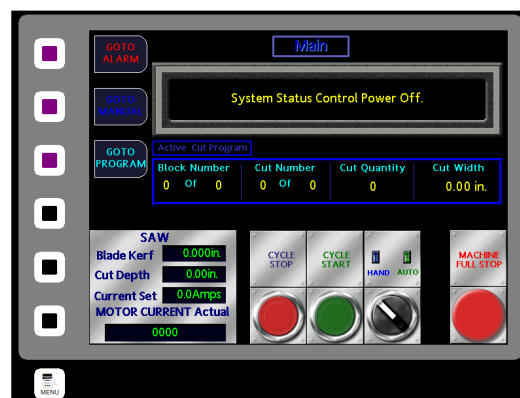 GOTO
ALARM
Main
GOTO
MANUAL
System Status Control Power Off.
GOTO
PROGRAM
Active Cut Program
Block Number
Cut Number
Cut Quantity
Cut Width
0 Of 0
0 Of 0
0
0.00 in.
SAW
Blade Kerf 0.000in.
Cut Depth 0.00in.
Current Set 0.0Amps
MOTOR CURRENT Actual
0000
CYCLE
STOP
CYCLE
START
HAND AUTO
MACHINE
FULL STOP
MENU